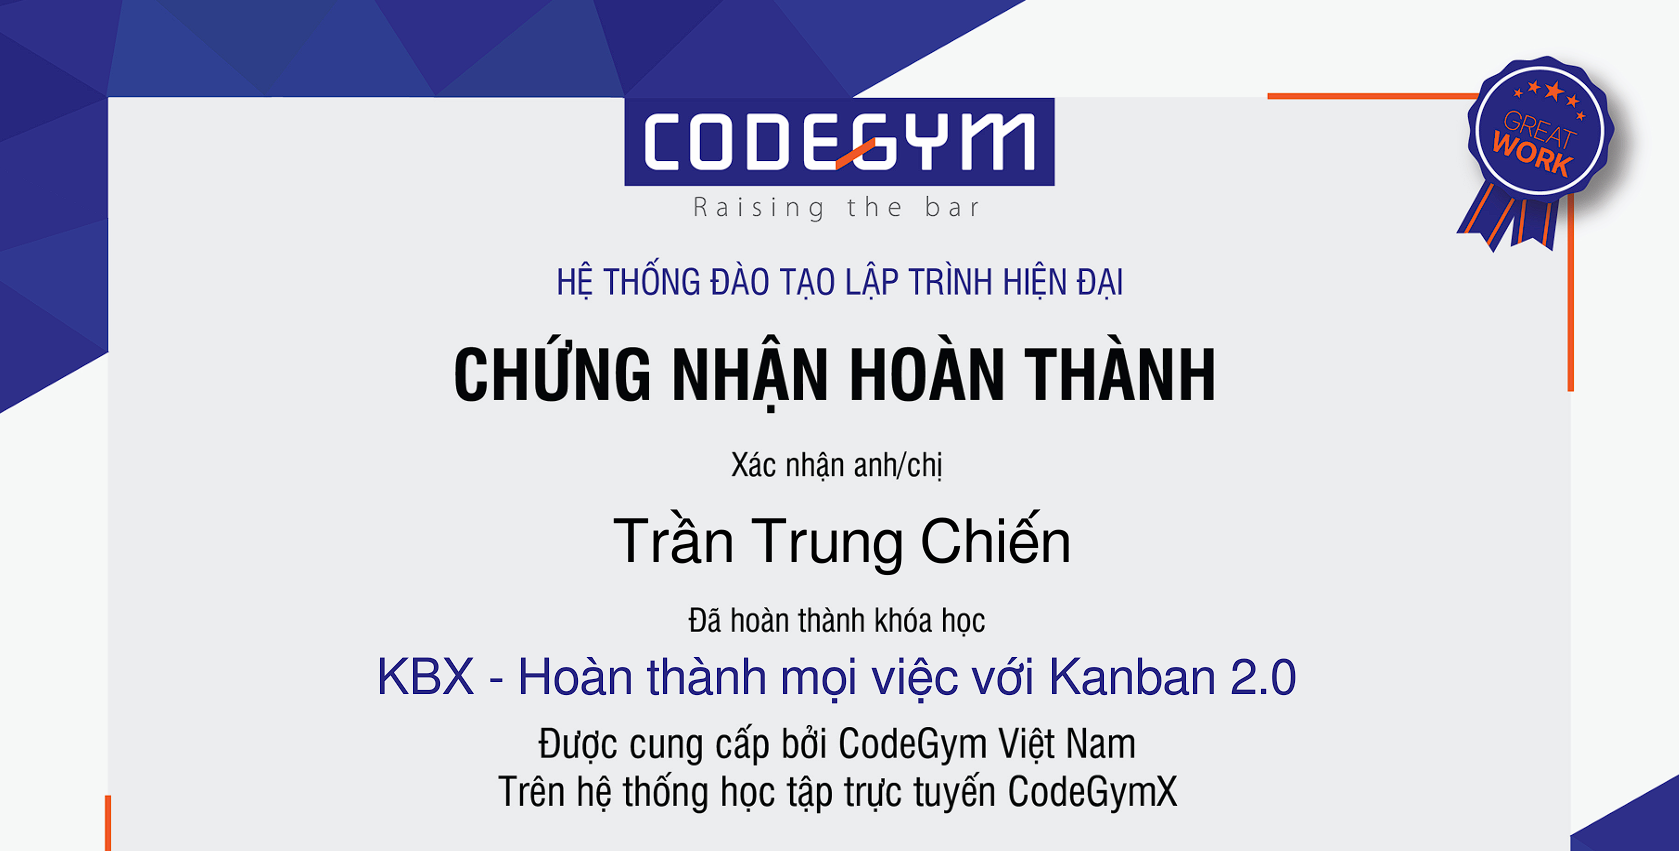 CODEGYM
Raising the bar
GREAT
WORK
HỆ THỐNG ĐÀO TẠO LẬP TRÌNH HIỆN ĐẠI
CHỨNG NHẬN HOÀN THÀNH
Xác nhận anh/chị
Trần Trung Chiến
Đã hoàn thành khóa học
KBX - Hoàn thành mọi việc với Kanban 2.0
Được cung cấp bởi CodeGym Việt Nam
Trên hệ thống học tập trực tuyến CodeGymX